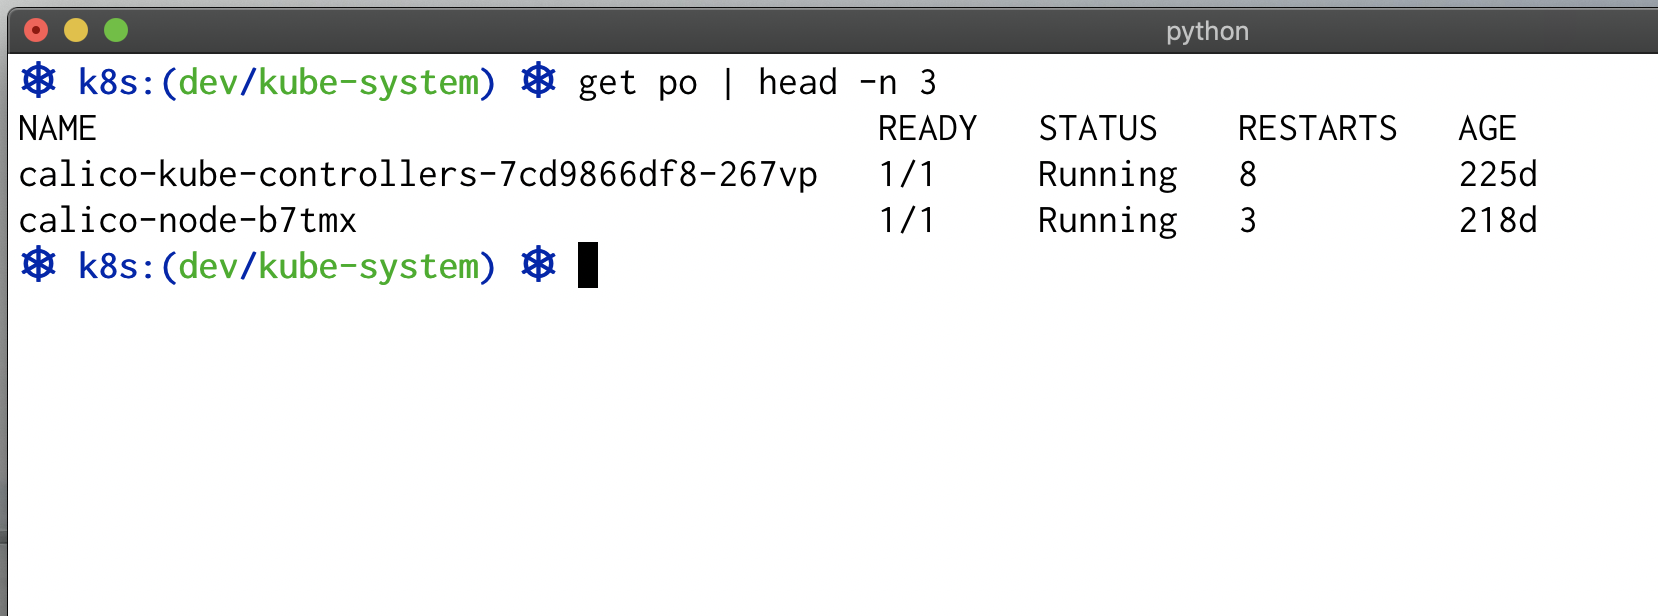 python
⎈ k8s:(dev/kube-system) ⎈ get po | head -n 3
NAME READY STATUS RESTARTS AGE
calico-kube-controllers-7cd9866df8-267vp 1/1 Running 8 225d
calico-node-b7tmx 1/1 Running 3 218d
⎈ k8s:(dev/kube-system) ⎈